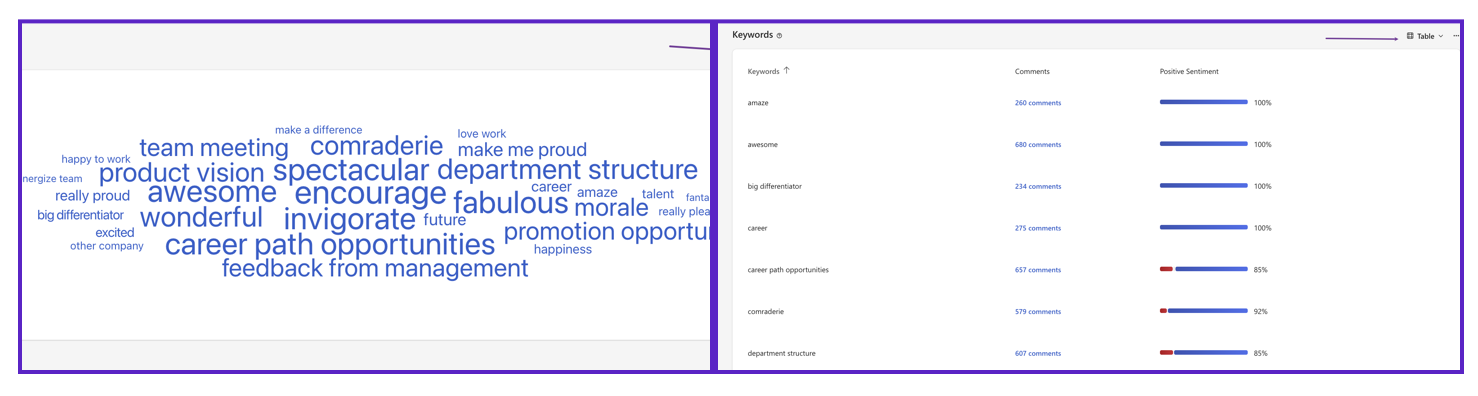 make a difference
love work
team meeting
comraderie
make me proud
happy to work
product vision
spectacular
department structure
nergize team
career
amaze
talent
fanta
really proud
awesome
encourage
fabulous
morale
really plea
big differentiator
wonderful
invigorate
future
excited
promotion opportu
other company
career path opportunities
happiness
feedback from management
Keywords
Table
Keywords Comments Positive Sentiment
amaze 260 comments 100%
awesome 680 comments 100%
big differentiator 234 comments 100%
career 275 comments 100%
career path opportunities 657 comments 85%
comraderie 579 comments 92%
department structure 607 comments 85%